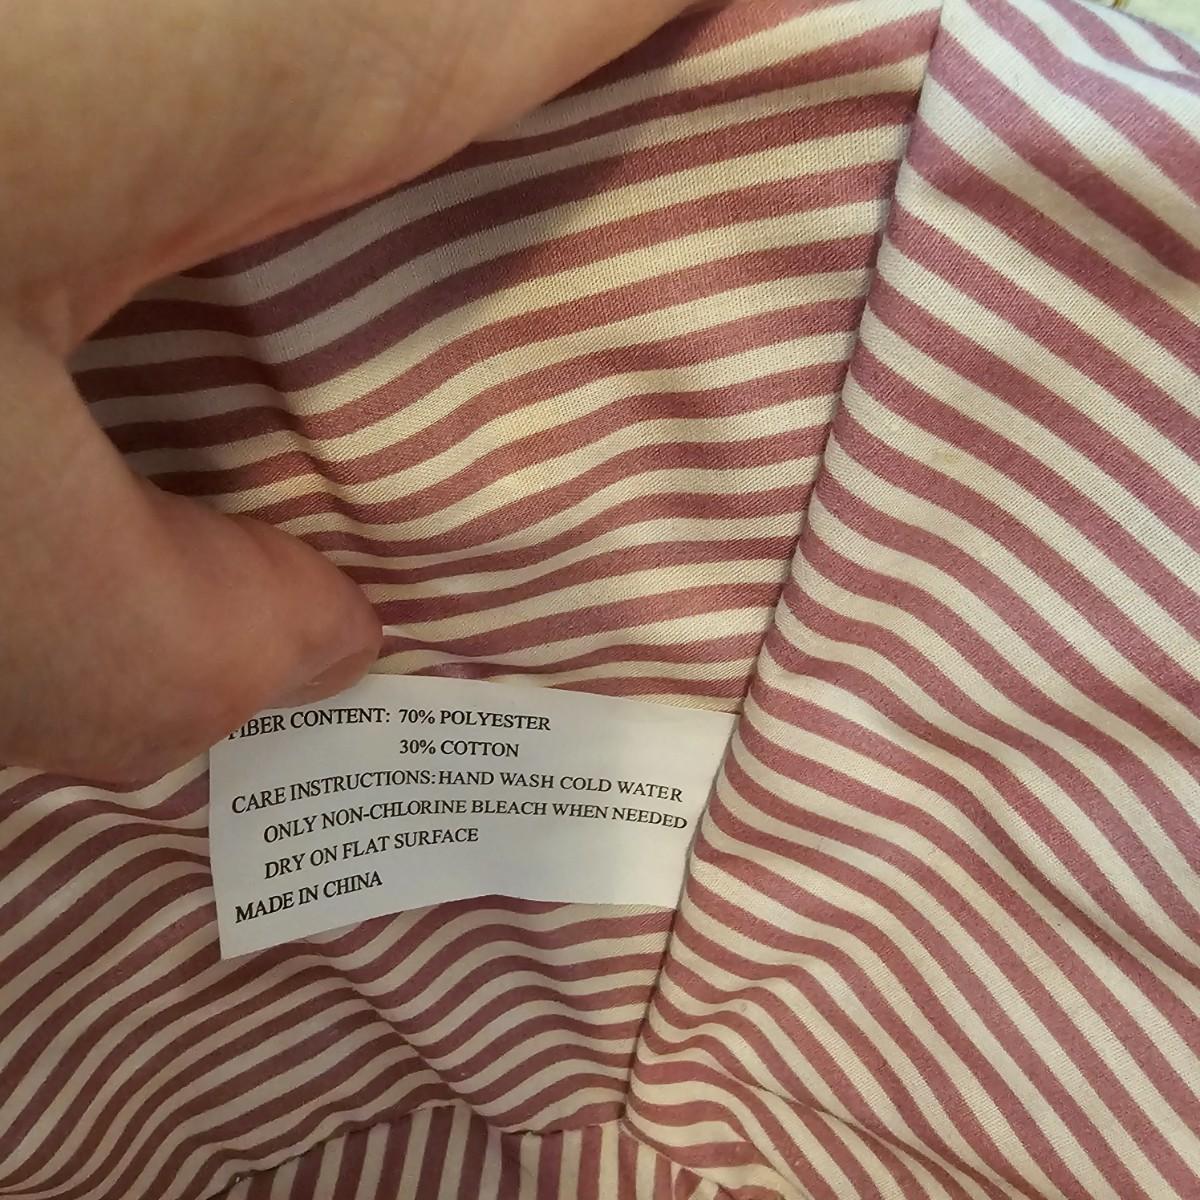 FIBER CONTENT: 70% POLYESTER
30% COTTON
CARE INSTRUCTIONS: HAND WASH COLD WATER
ONLY NON-CHLORINE BLEACH WHEN NEEDED
DRY ON FLAT SURFACE
MADE IN CHINA